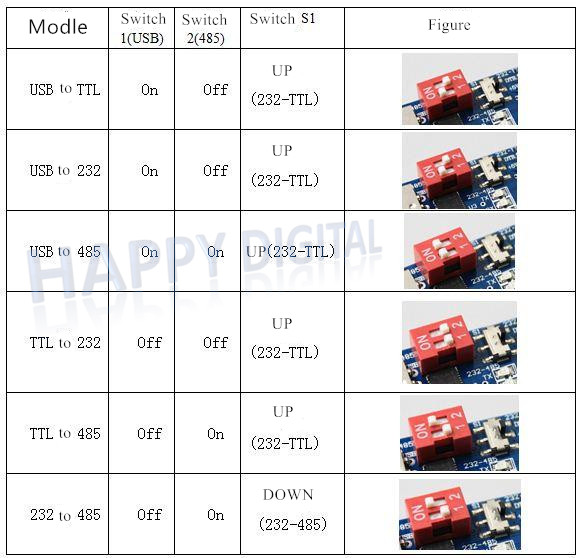 Modle
Switch 1(USB)
Switch 2(485)
Switch S1
Figure
USB to TTL
On
Off
UP
(232-TTL)
ON
1 2
USB to 232
On
Off
UP
(232-TTL)
ON
1 2
USB to 485
On
On
UP(232-TTL)
ON
1 2
232-485
HAPPY DIGITAL
TTL to 232
Off
Off
UP
(232-TTL)
ON
1 2
232-485
TTL to 485
Off
On
UP
(232-TTL)
ON
1 2
232-485
232 to 485
Off
On
DOWN
(232-485)
ON
1 2
232-485